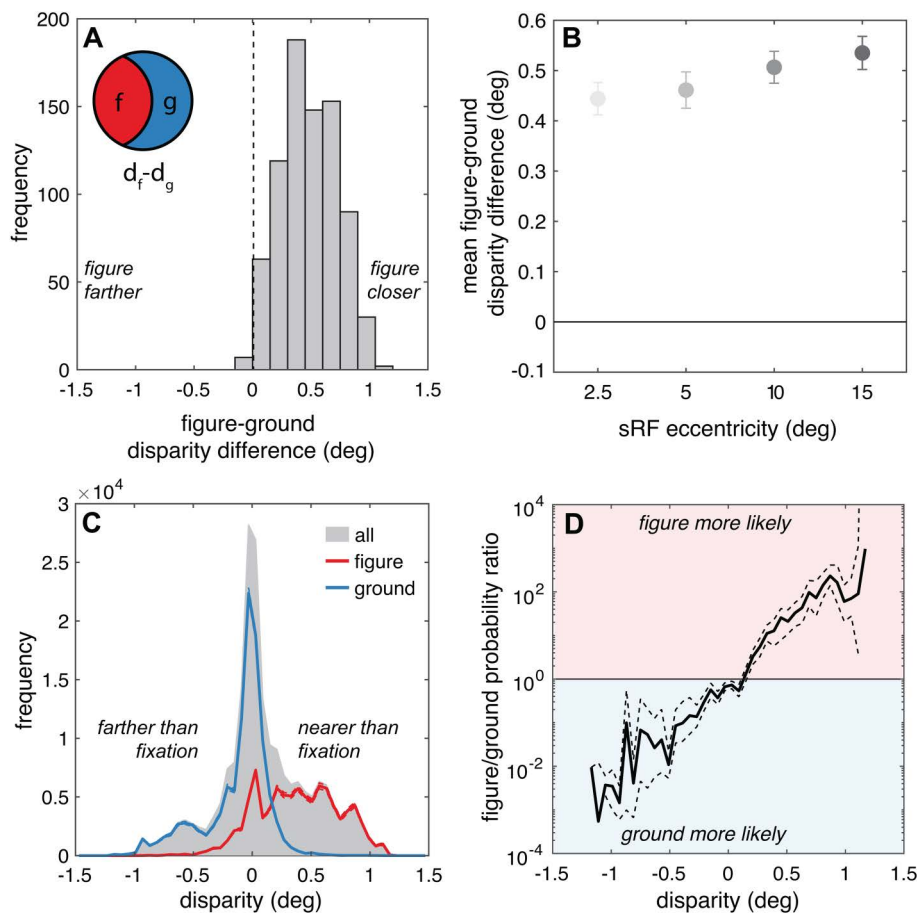 A
f
g
d_f-d_g
figure
farther
figure
closer
frequency
0
50
100
150
200
-1.5
-1
-0.5
0
0.5
1
1.5
figure-ground
disparity difference (deg)
B
mean figure-ground
disparity difference (deg)
0.6
0.5
0.4
0.3
0.2
0.1
0
-0.1
2.5
5
10
15
sRF eccentricity (deg)
C
×10^4
3
2.5
2
1.5
1
0.5
0
frequency
all
figure
ground
farther than
fixation
nearer than
fixation
-1.5
-1
-0.5
0
0.5
1
1.5
disparity (deg)
D
figure more likely
ground more likely
figure/ground probability ratio
10^4
10^2
10^0
10^-2
10^-4
-1.5
-1
-0.5
0
0.5
1
1.5
disparity (deg)